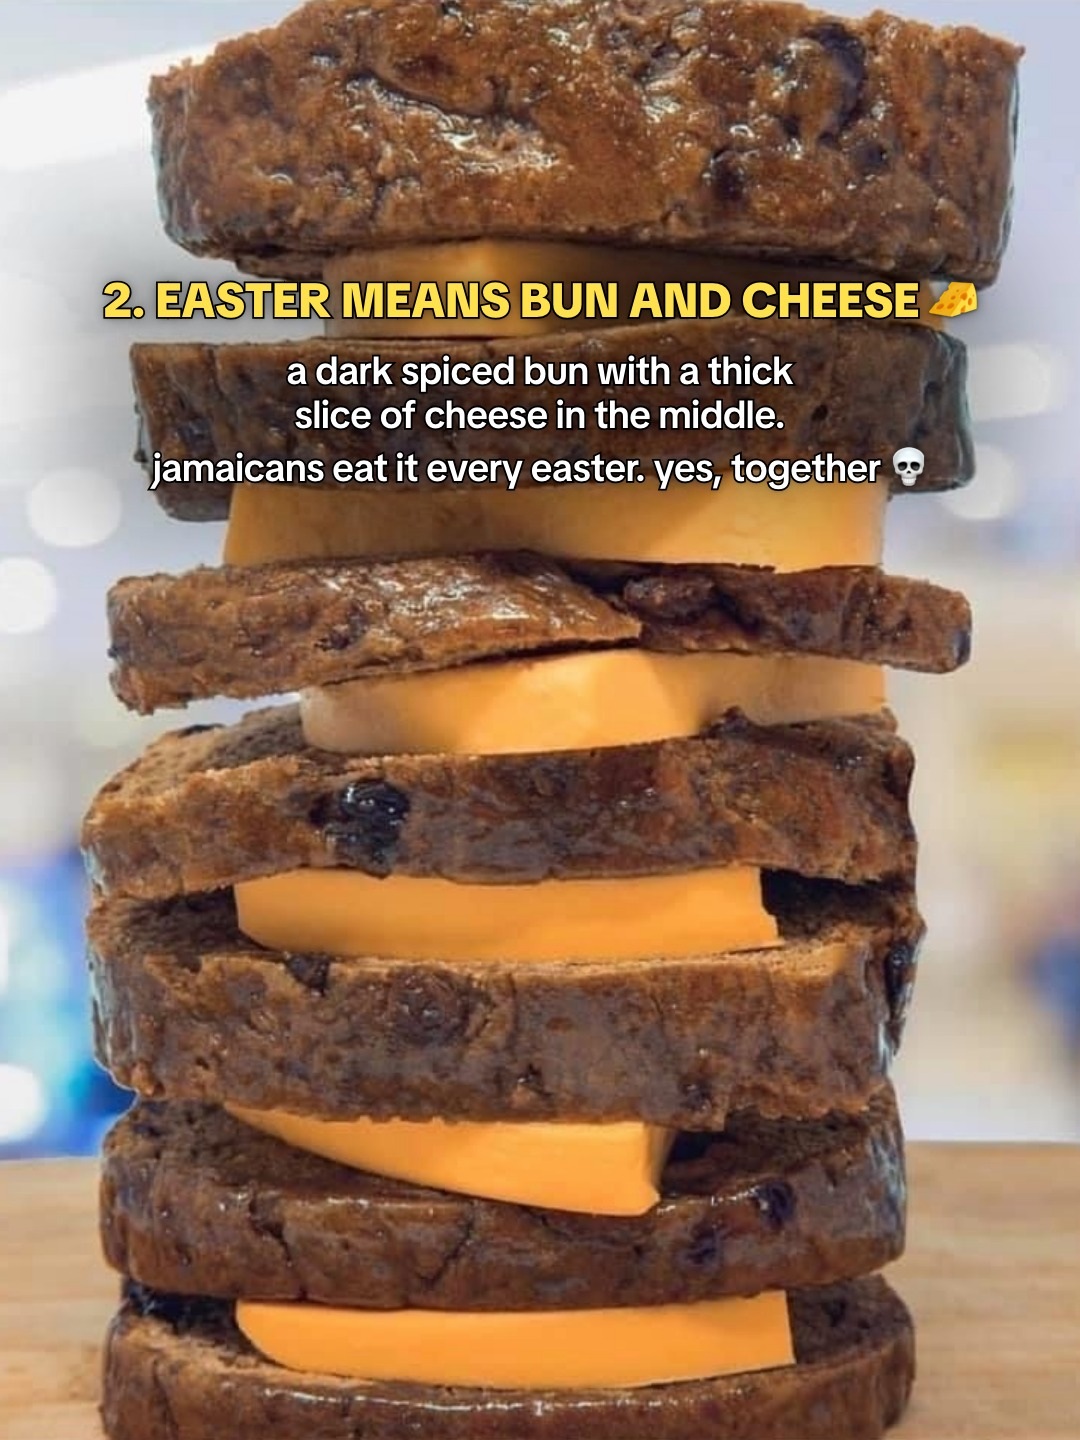 2. EASTER MEANS BUN AND CHEESE 🧀
a dark spiced bun with a thick
slice of cheese in the middle.
jamaicans eat it every easter. yes, together 💀